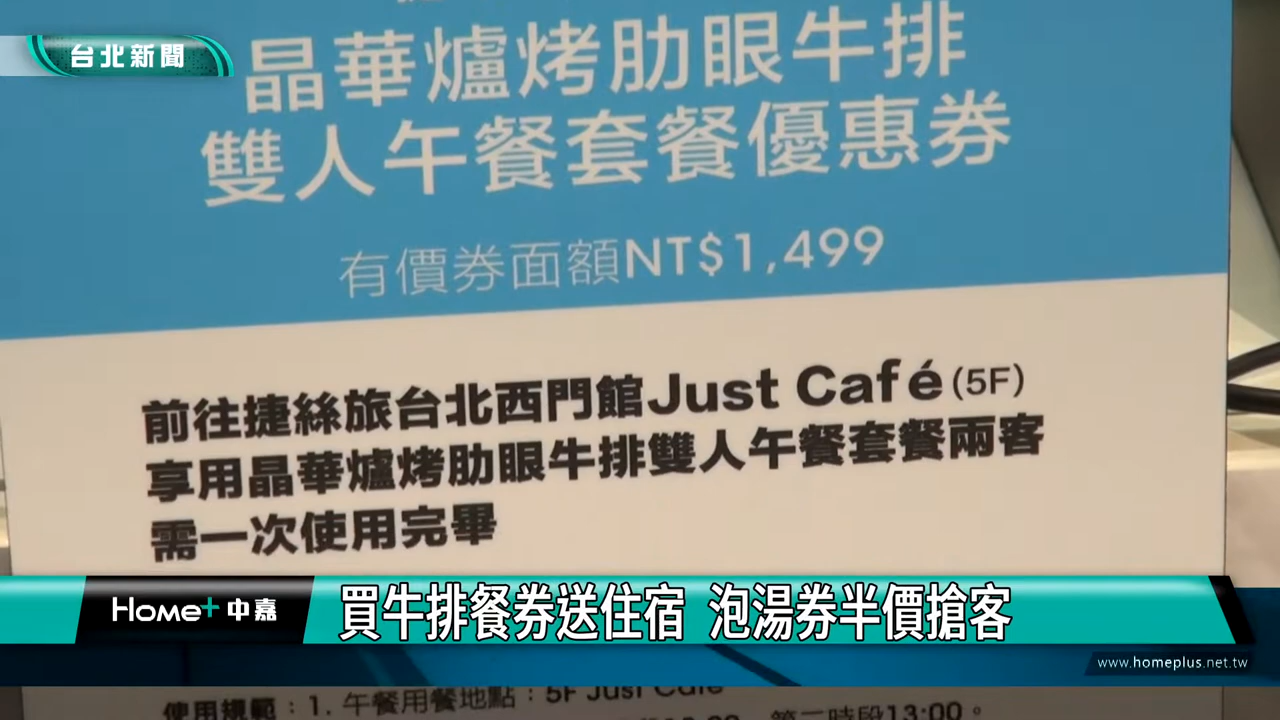 台北新聞
晶華爐烤肋眼牛排
雙人午餐套餐優惠券
有價券面額NT$1,499
前往捷絲旅台北西門館Just Café(5F)
享用晶華爐烤肋眼牛排雙人午餐套餐兩客
需一次使用完畢
Home+中嘉
買牛排餐券送住宿 泡湯券半價搶客
www.homeplus.net.tw
使用規範：1. 午餐用餐地點：5F Just Café
第二時段13:00。